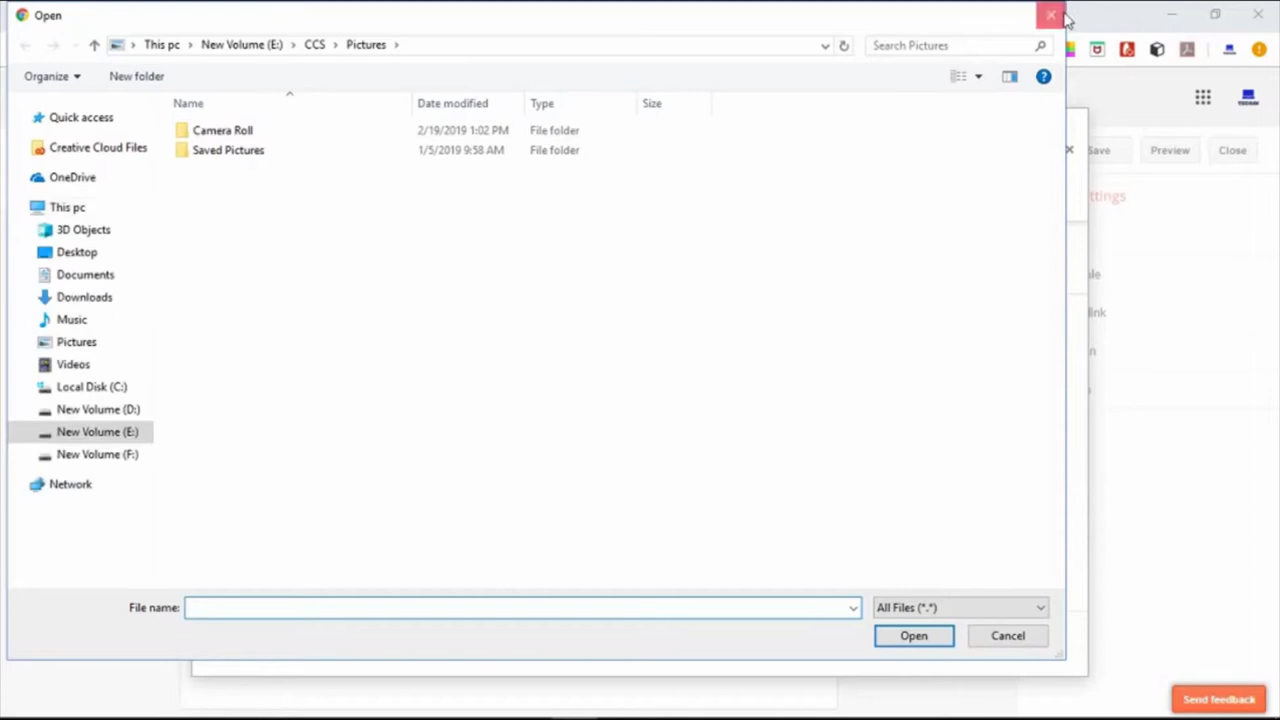 Open
This pc
New Volume (E:)
CCS
Pictures
Search Pictures
Organize
New folder
Name
Date modified
Type
Size
Camera Roll
2/19/2019 1:02 PM
File folder
Saved Pictures
1/5/2019 9:58 AM
File folder
Quick access
Creative Cloud Files
OneDrive
This pc
3D Objects
Desktop
Documents
Downloads
Music
Pictures
Videos
Local Disk (C:)
New Volume (D:)
New Volume (E:)
New Volume (F:)
Network
File name:
All Files (*.*)
Open
Cancel
Save
Preview
Close
ttings
link
Send feedback